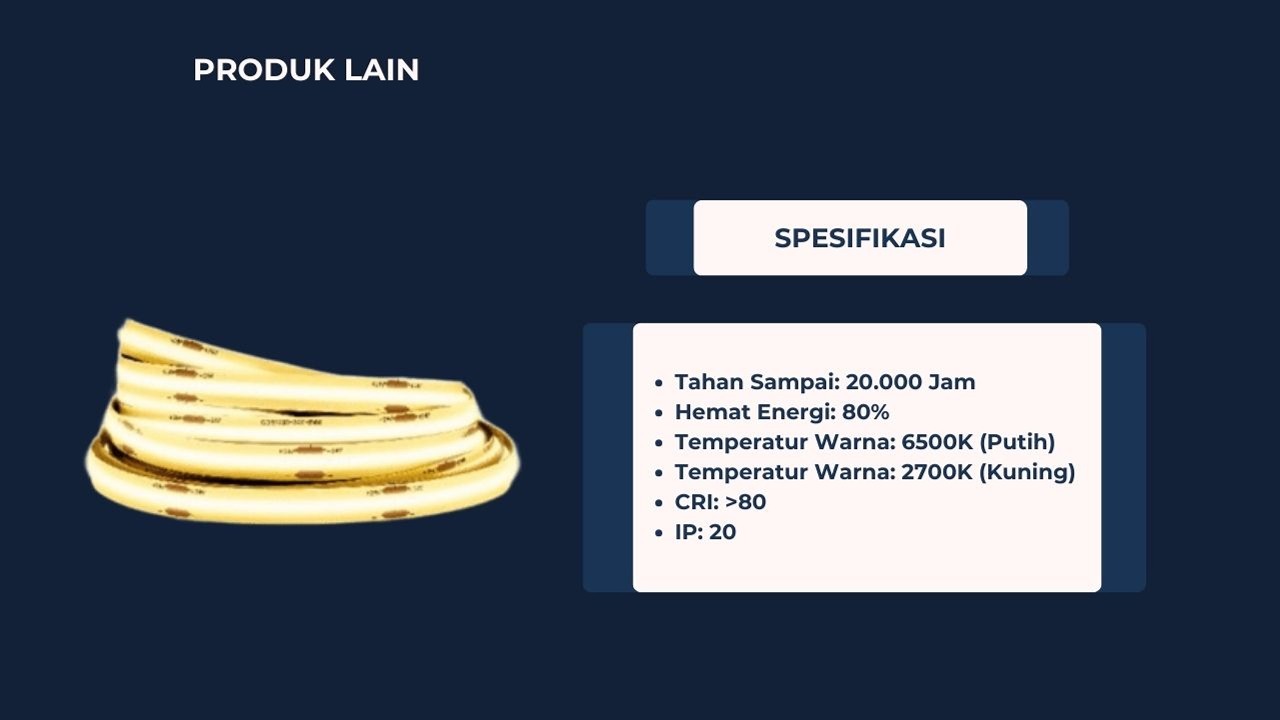 PRODUK LAIN
SPESIFIKASI
• Tahan Sampai: 20.000 Jam
• Hemat Energi: 80%
• Temperatur Warna: 6500K (Putih)
• Temperatur Warna: 2700K (Kuning)
• CRI: >80
• IP: 20